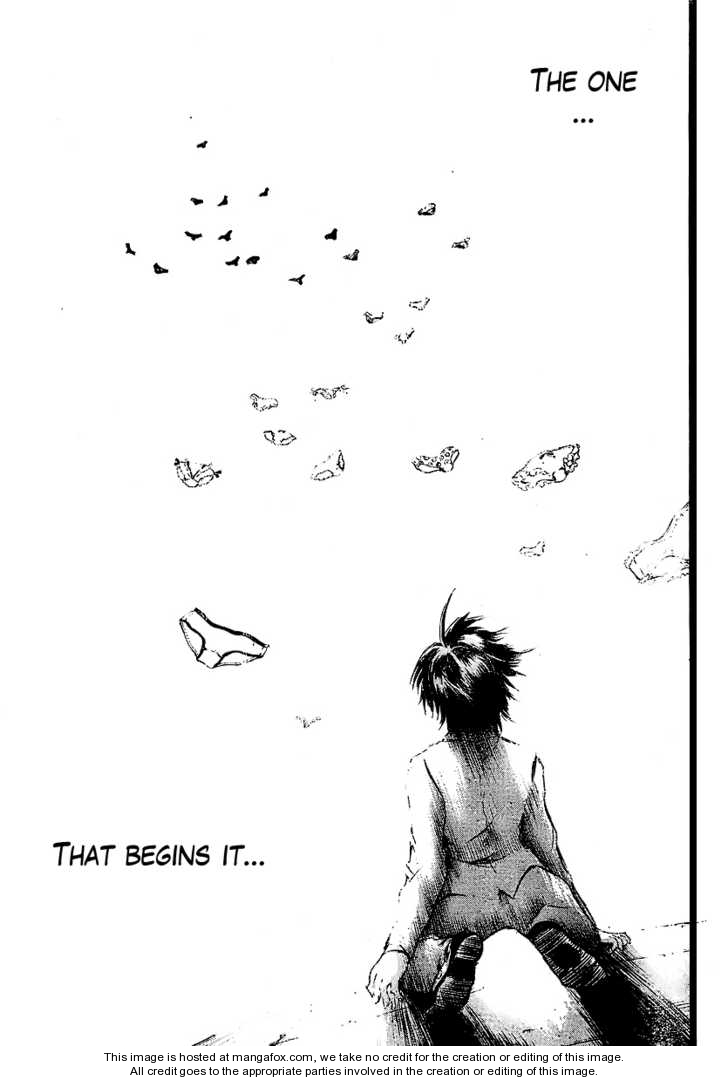 THE ONE
...
THAT BEGINS IT...
This image is hosted at mangafox.com, we take no credit for the creation or editing of this image.
All credit goes to the appropriate parties involved in the creation or editing of this image.